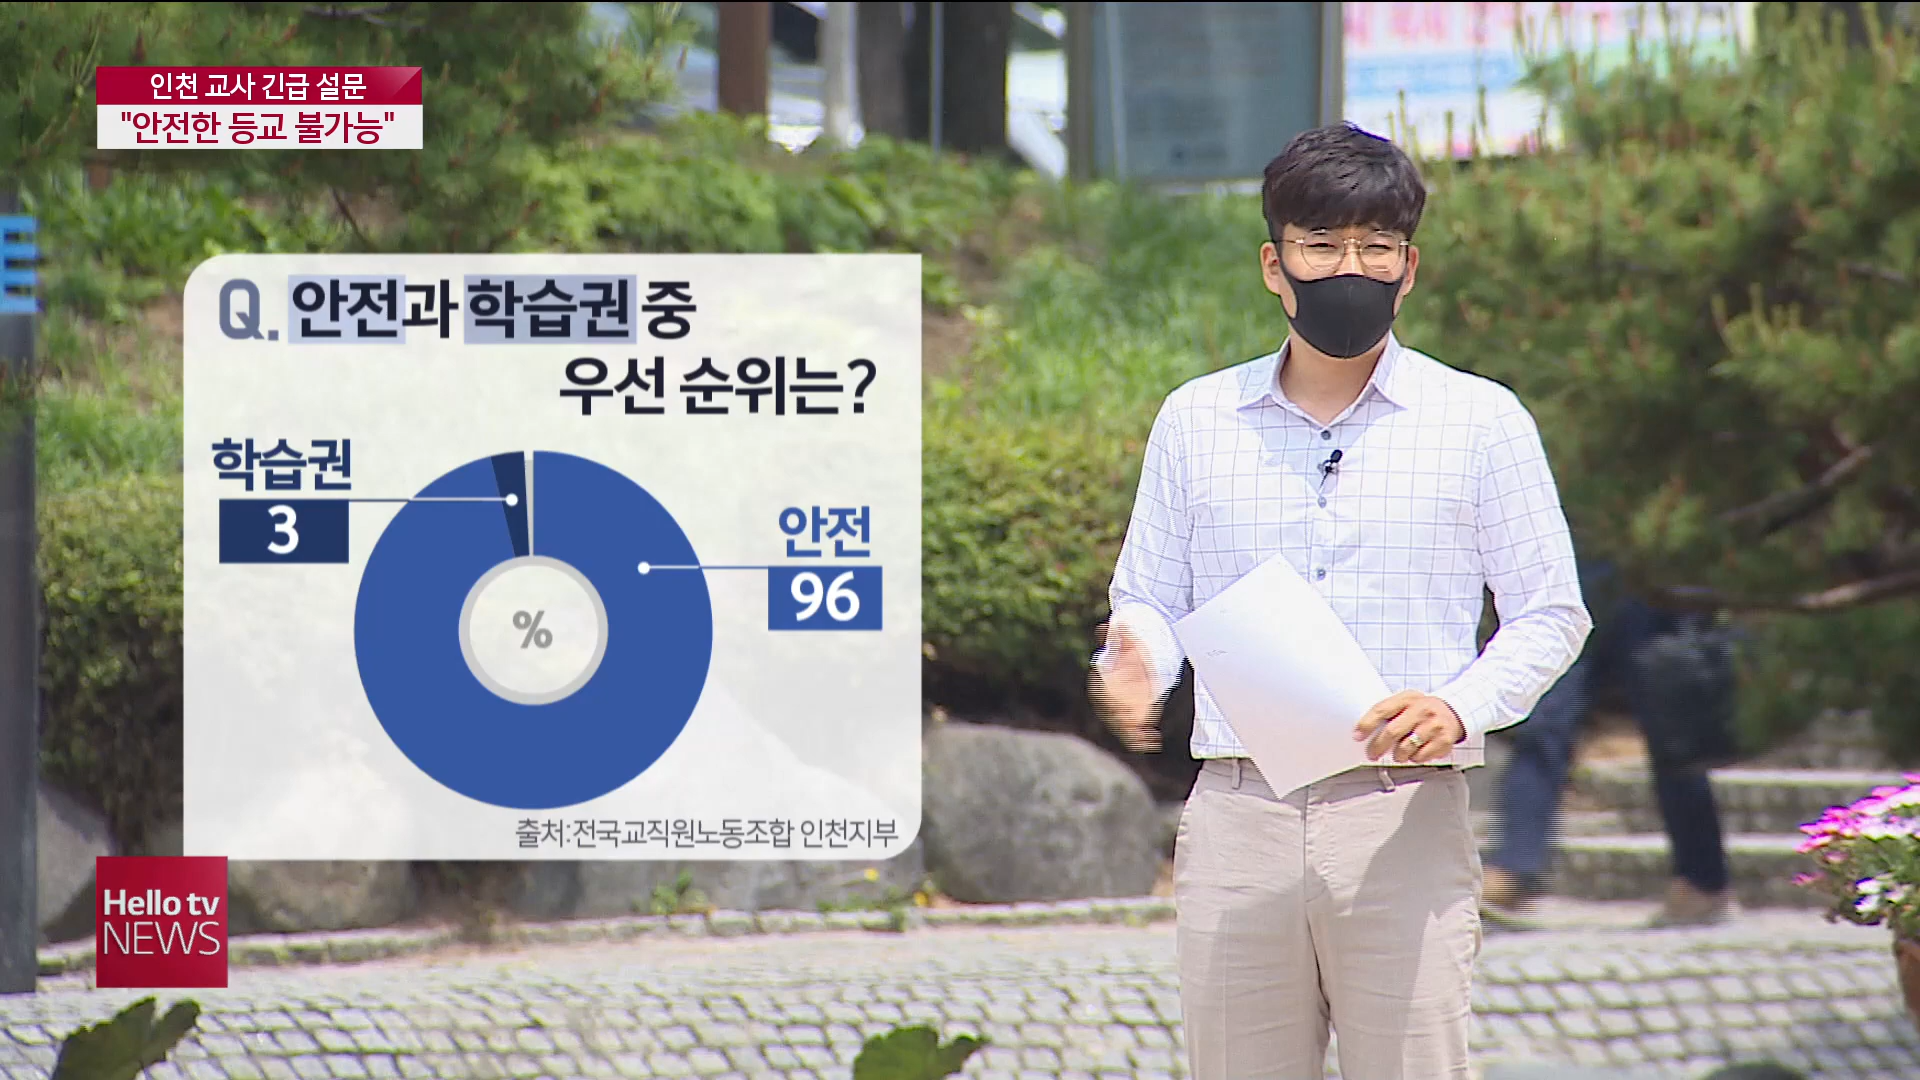 인천 교사 긴급 설문
"안전한 등교 불가능"
Q. 안전과 학습권 중
우선 순위는?
학습권
3
안전
96
%
출처:전국교직원노동조합 인천지부
Hello tv
NEWS
E